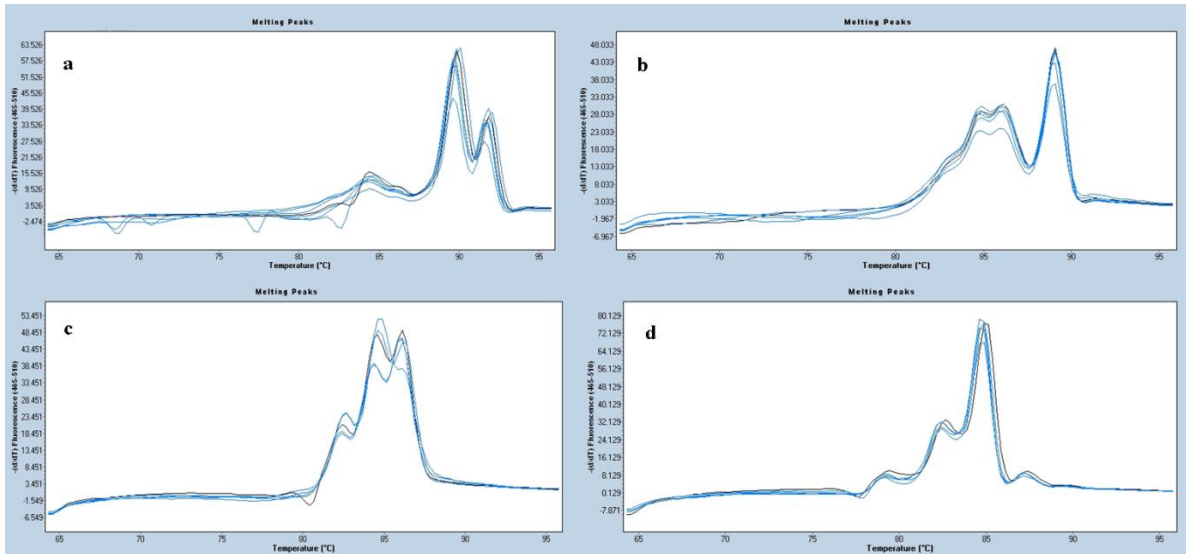 Melting Peaks
a
-(d/dT) Fluorescence (465-510)
63.526
57.526
51.526
45.526
39.526
33.526
27.526
21.526
15.526
9.526
3.526
-2.474
65 70 75 80 85 90 95
Temperature (°C)
Melting Peaks
b
-(d/dT) Fluorescence (465-510)
48.033
43.033
38.033
33.033
28.033
23.033
18.033
13.033
8.033
3.033
-1.967
-6.967
65 70 75 80 85 90 95
Temperature (°C)
Melting Peaks
c
-(d/dT) Fluorescence (465-510)
53.451
48.451
43.451
38.451
33.451
28.451
23.451
18.451
13.451
8.451
3.451
-1.549
-6.549
65 70 75 80 85 90 95
Temperature (°C)
Melting Peaks
d
-(d/dT) Fluorescence (465-510)
80.129
72.129
64.129
56.129
48.129
40.129
32.129
24.129
16.129
8.129
0.129
-7.871
65 70 75 80 85 90 95
Temperature (°C)